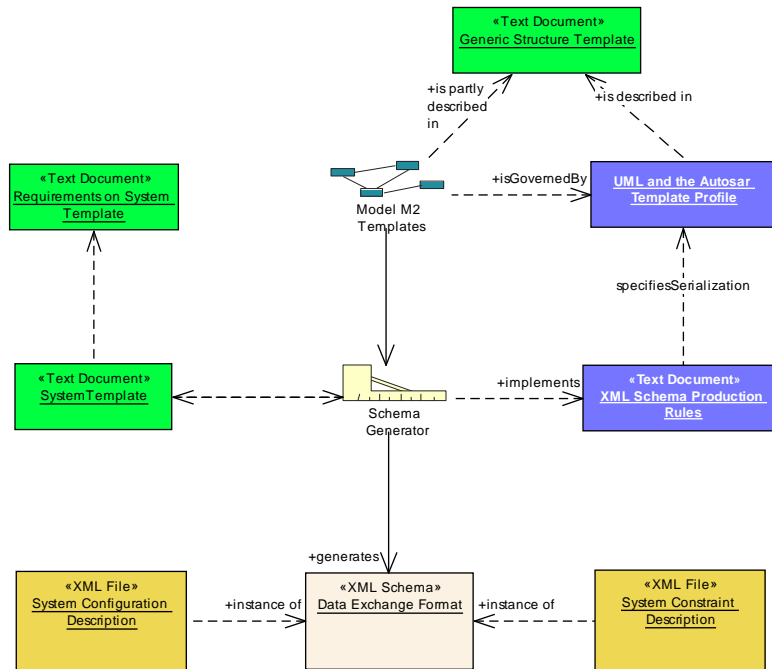 «Text Document»
Generic Structure Template
+is partly
described
in
+is described in
«Text Document»
Requirements on System
Template
Model M2
Templates
+isGovernedBy
UML and the Autosar
Template Profile
specifiesSerialization
«Text Document»
SystemTemplate
Schema
Generator
+implements
«Text Document»
XML Schema Production
Rules
+generates
«XML File»
System Configuration
Description
+instance of
«XML Schema»
Data Exchange Format
+instance of
«XML File»
System Constraint
Description